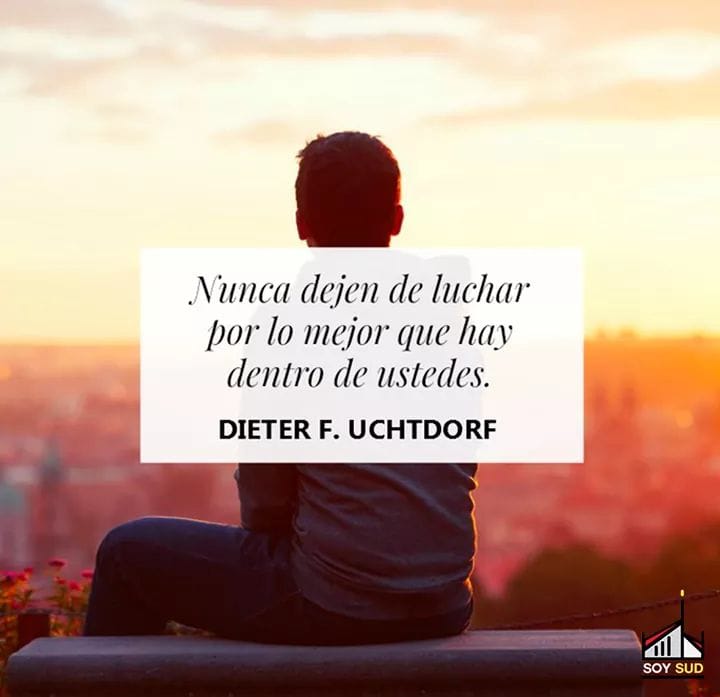 Nunca dejen de luchar
por lo mejor que hay
dentro de ustedes.
DIETER F. UCHTDORF
SOY SUD